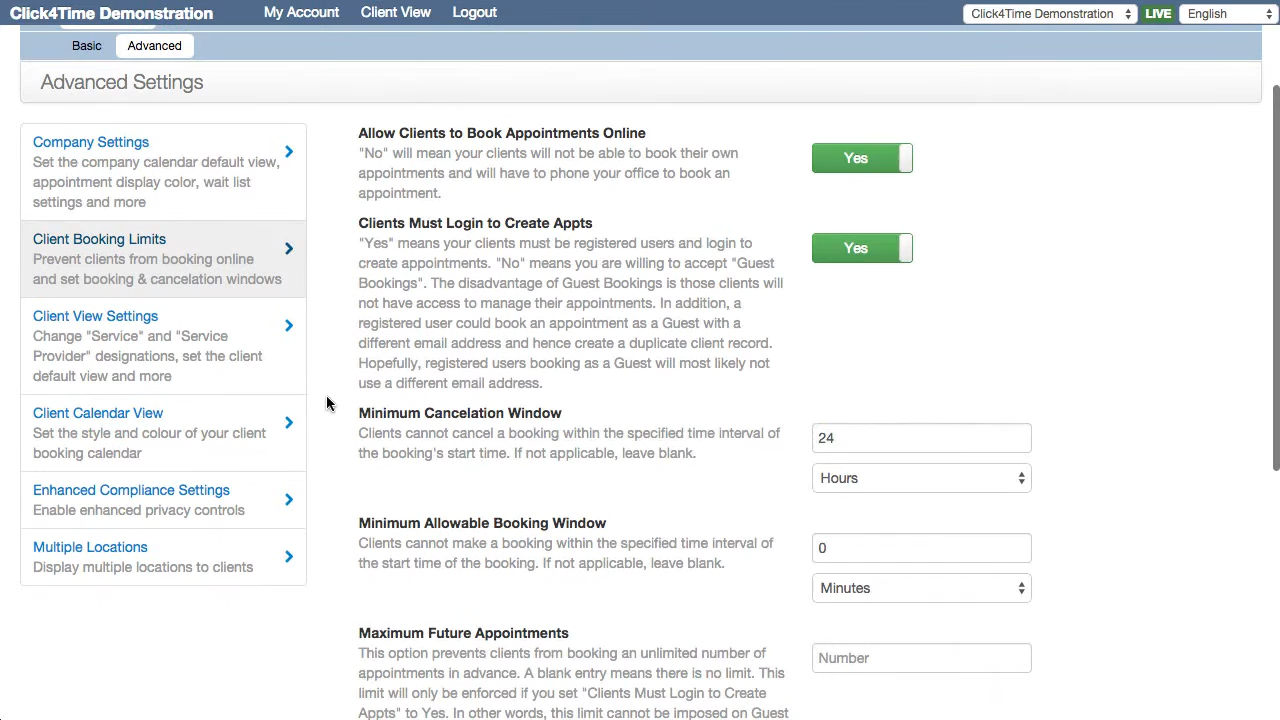 Click4Time Demonstration
My Account
Client View
Logout
Click4Time Demonstration
LIVE
English
Basic
Advanced
Advanced Settings
Company Settings
Set the company calendar default view,
appointment display color, wait list
settings and more
Client Booking Limits
Prevent clients from booking online
and set booking & cancelation windows
Client View Settings
Change "Service" and "Service
Provider" designations, set the client
default view and more
Client Calendar View
Set the style and colour of your client
booking calendar
Enhanced Compliance Settings
Enable enhanced privacy controls
Multiple Locations
Display multiple locations to clients
Allow Clients to Book Appointments Online
"No" will mean your clients will not be able to book their own
appointments and will have to phone your office to book an
appointment.
Yes
Clients Must Login to Create Appts
"Yes" means your clients must be registered users and login to
create appointments. "No" means you are willing to accept "Guest
Bookings". The disadvantage of Guest Bookings is those clients will
not have access to manage their appointments. In addition, a
registered user could book an appointment as a Guest with a
different email address and hence create a duplicate client record.
Hopefully, registered users booking as a Guest will most likely not
use a different email address.
Yes
Minimum Cancelation Window
Clients cannot cancel a booking within the specified time interval of
the booking's start time. If not applicable, leave blank.
24
Hours
Minimum Allowable Booking Window
Clients cannot make a booking within the specified time interval of
the start time of the booking. If not applicable, leave blank.
0
Minutes
Maximum Future Appointments
This option prevents clients from booking an unlimited number of
appointments in advance. A blank entry means there is no limit. This
limit will only be enforced if you set "Clients Must Login to Create
Appts" to Yes. In other words, this limit cannot be imposed on Guest
Number